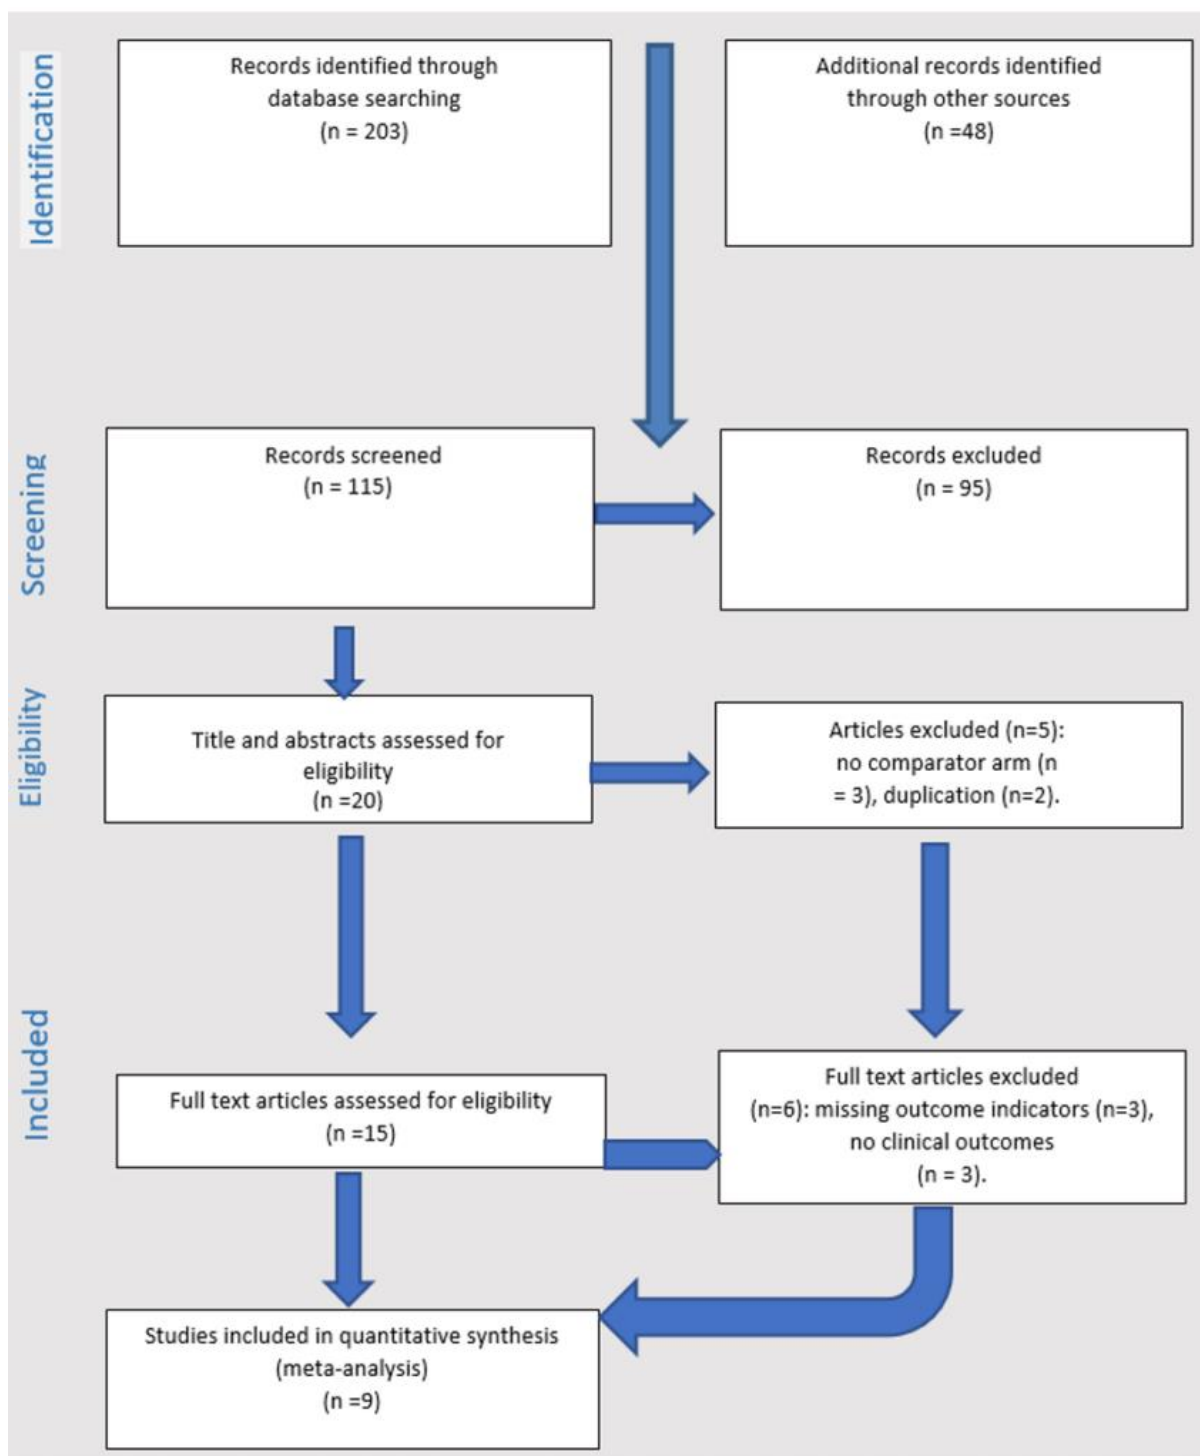 Identification
Records identified through
database searching
(n = 203)
Additional records identified
through other sources
(n =48)
Screening
Records screened
(n = 115)
Records excluded
(n = 95)
Eligibility
Title and abstracts assessed for
eligibility
(n =20)
Articles excluded (n=5):
no comparator arm (n
= 3), duplication (n=2).
Included
Full text articles assessed for eligibility
(n =15)
Full text articles excluded
(n=6): missing outcome indicators (n=3),
no clinical outcomes
(n = 3).
Studies included in quantitative synthesis
(meta-analysis)
(n =9)